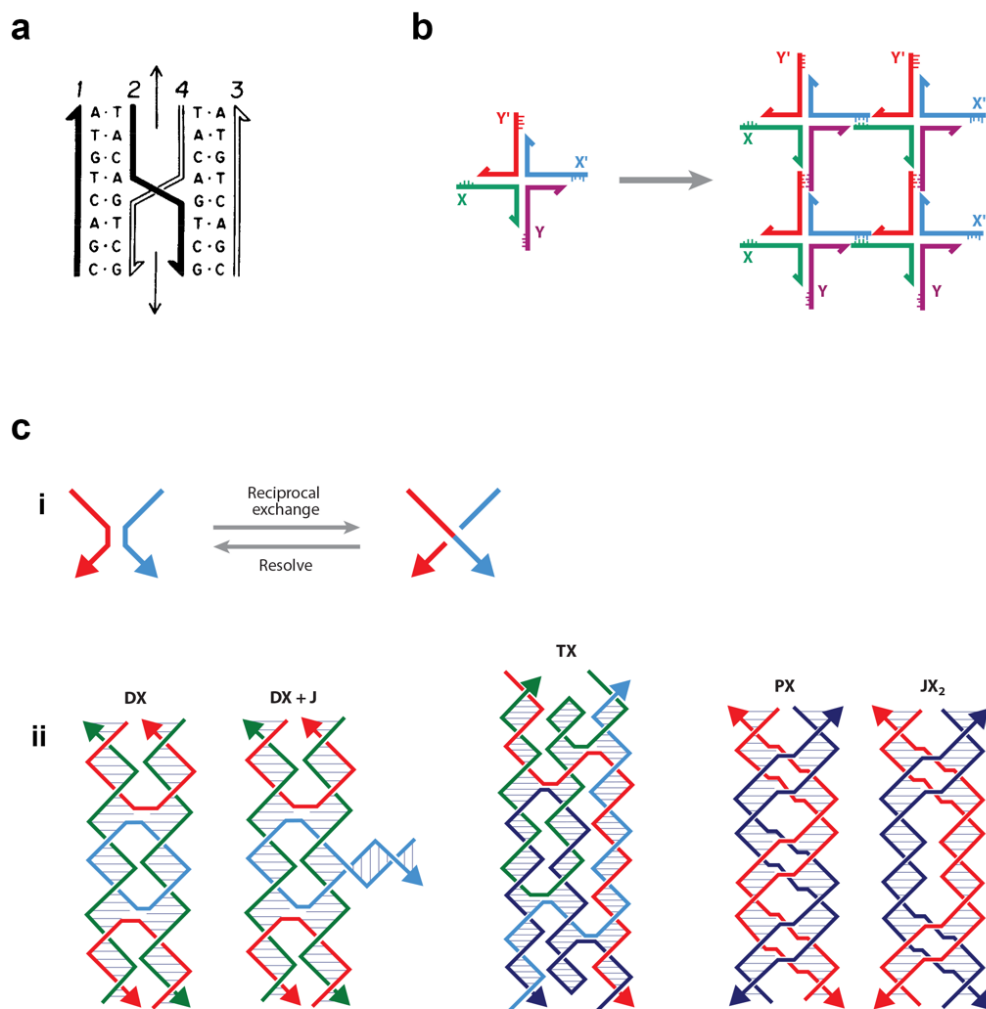 a
1 2 4 3
A·T T·A
T·A A·T
G·C C·G
T·A A·T
C·G G·C
A·T T·A
G·C C·G
C·G G·C
b
Y'
X'
X
Y
Y' Y'
X'
X
X'
X
Y Y
c
i
Reciprocal
exchange
Resolve
ii
DX
DX + J
TX
PX
JX₂